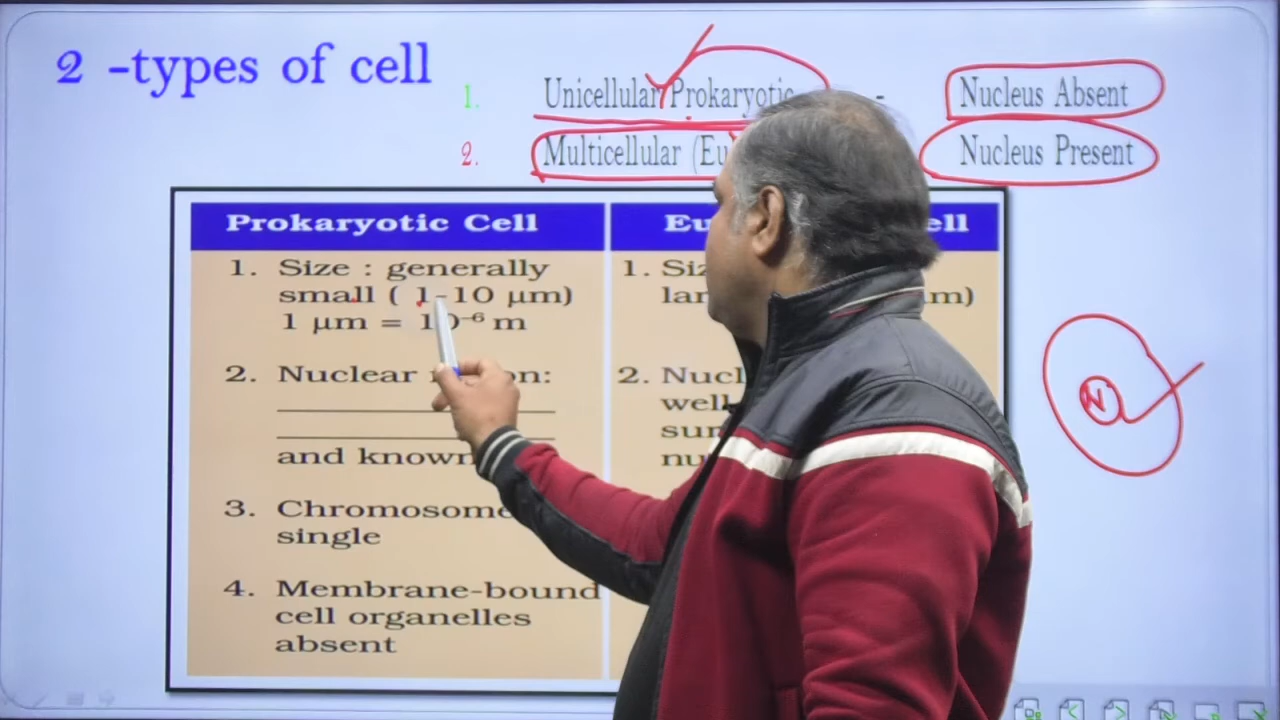 2 -types of cell
1. Unicellular Prokaryotic - Nucleus Absent
2. Multicellular (Eu Nucleus Present
Prokaryotic Cell
1. Size : generally
small ( 1-10 μm)
1 μm = 10⁻⁶ m
2. Nuclear
and known
3. Chromosome
single
4. Membrane-bound
cell organelles
absent
1.
m)
2.
N